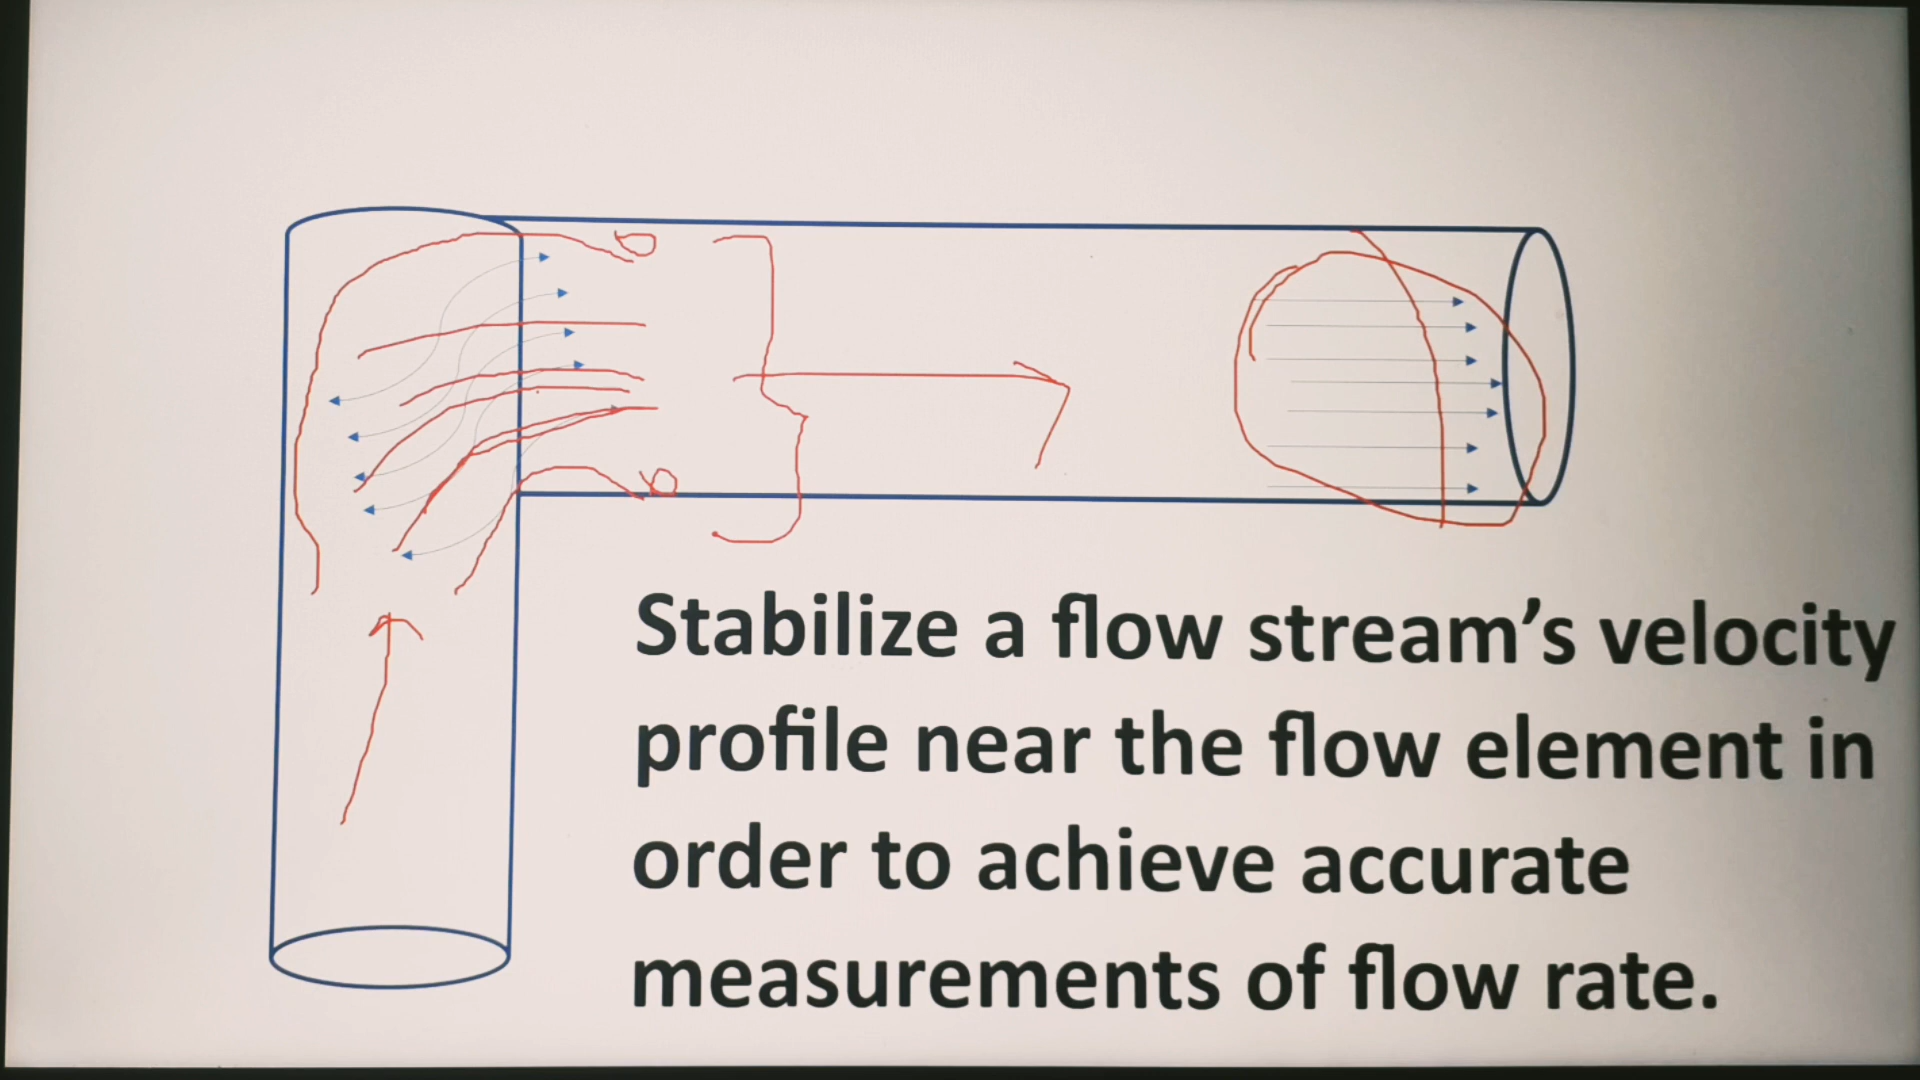 Stabilize a flow stream’s velocity
profile near the flow element in
order to achieve accurate
measurements of flow rate.